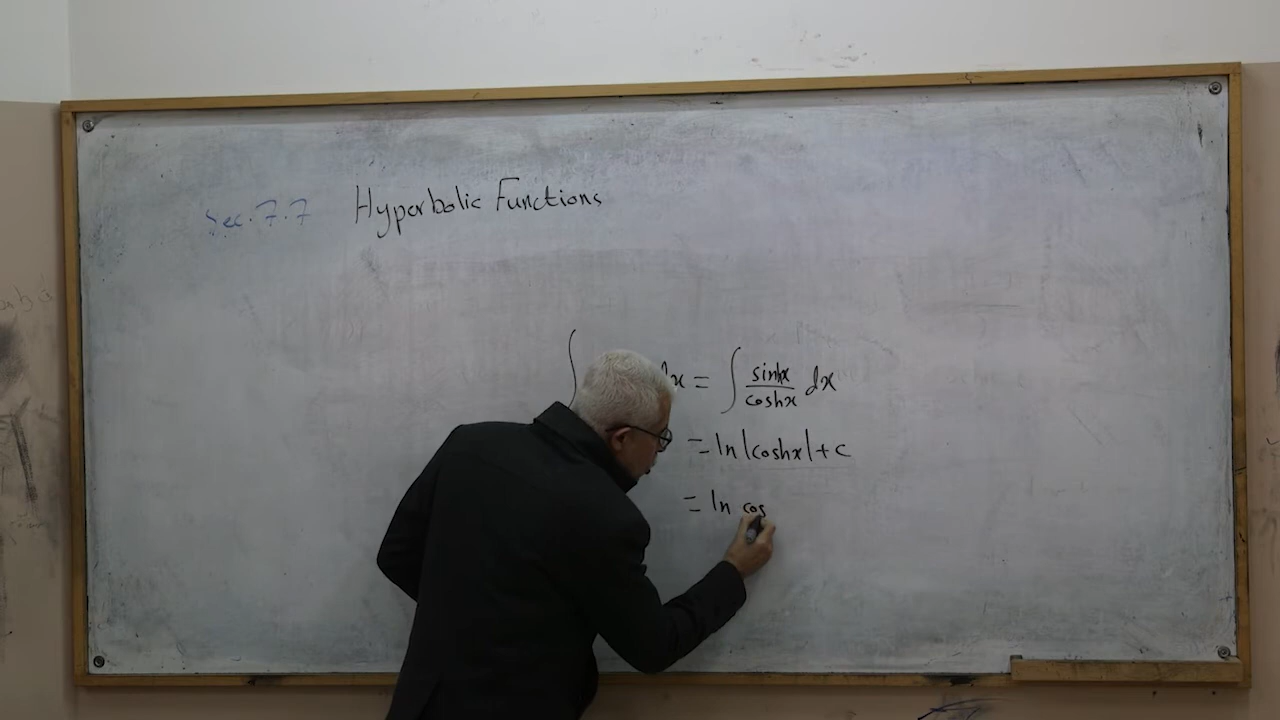 Sec. 7.7 Hyperbolic Functions
∫ dx = ∫ sinhx/coshx dx
= ln |coshx| + c
= ln cos